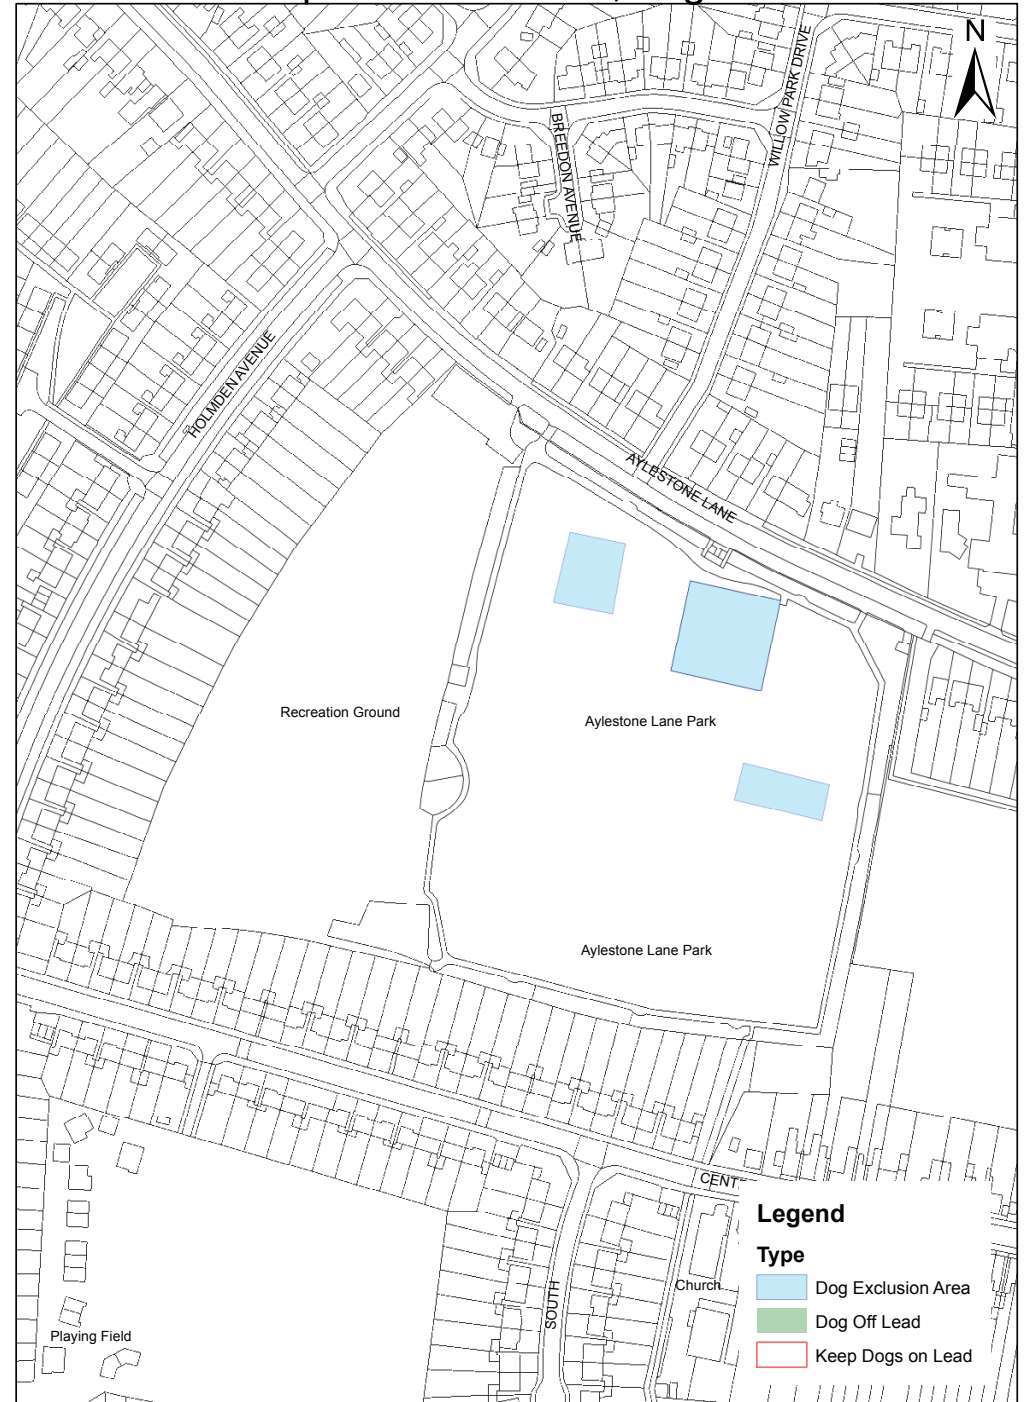 N
WILLOW PARK DRIVE
BREEDON AVENUE
HOLMDEN AVENUE
AYLESTONE LANE
Recreation Ground
Aylestone Lane Park
Aylestone Lane Park
CENT
SOUTH
Church
Playing Field
Legend
Type
Dog Exclusion Area
Dog Off Lead
Keep Dogs on Lead